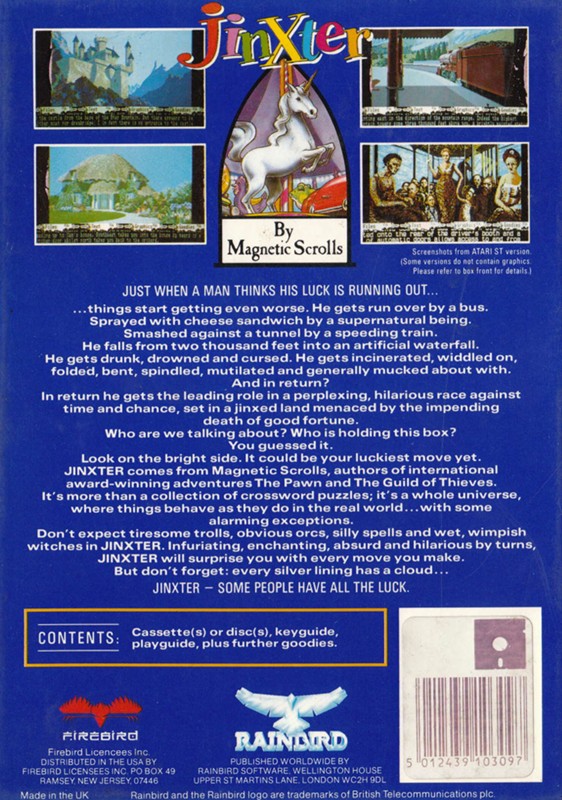 Jinxter
By
Magnetic Scrolls
Screenshots from ATARI ST version.
(Some versions do not contain graphics.
Please refer to box front for details.)
JUST WHEN A MAN THINKS HIS LUCK IS RUNNING OUT...
...things start getting even worse. He gets run over by a bus.
Sprayed with cheese sandwich by a supernatural being.
Smashed against a tunnel by a speeding train.
He falls from two thousand feet into an artificial waterfall.
He gets drunk, drowned and cursed. He gets incinerated, widdled on,
folded, bent, spindled, mutilated and generally mucked about with.
And in return?
In return he gets the leading role in a perplexing, hilarious race against
time and chance, set in a jinxed land menaced by the impending
death of good fortune.
Who are we talking about? Who is holding this box?
You guessed it.
Look on the bright side. It could be your luckiest move yet.
JINXTER comes from Magnetic Scrolls, authors of international
award-winning adventures The Pawn and The Guild of Thieves.
It's more than a collection of crossword puzzles; it's a whole universe,
where things behave as they do in the real world...with some
alarming exceptions.
Don't expect tiresome trolls, obvious orcs, silly spells and wet, wimpish
witches in JINXTER. Infuriating, enchanting, absurd and hilarious by turns,
JINXTER will surprise you with every move you make.
But don't forget: every silver lining has a cloud...
JINXTER – SOME PEOPLE HAVE ALL THE LUCK.
CONTENTS:
Cassette(s) or disc(s), keyguide,
playguide, plus further goodies.
FIREBIRD
Firebird Licencees Inc.
DISTRIBUTED IN THE USA BY
FIREBIRD LICENSEES INC. PO BOX 49
RAMSEY, NEW JERSEY, 07446
RAINBIRD
PUBLISHED WORLDWIDE BY
RAINBIRD SOFTWARE, WELLINGTON HOUSE
UPPER ST MARTINS LANE, LONDON WC2H 9DL
5 012439 103097
Made in the UK
Rainbird and the Rainbird logo are trademarks of British Telecommunications plc.